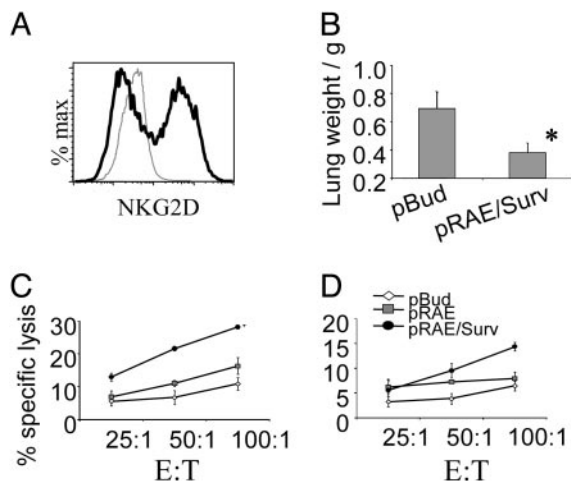 A
% max
NKG2D
B
Lung weight / g
1.0
0.8
0.6
0.4
0.2
*
pBud
pRAE/Surv
C
% specific lysis
30
20
10
0
25:1 50:1 100:1
E:T
D
pBud
pRAE
pRAE/Surv
20
15
10
5
0
25:1 50:1 100:1
E:T